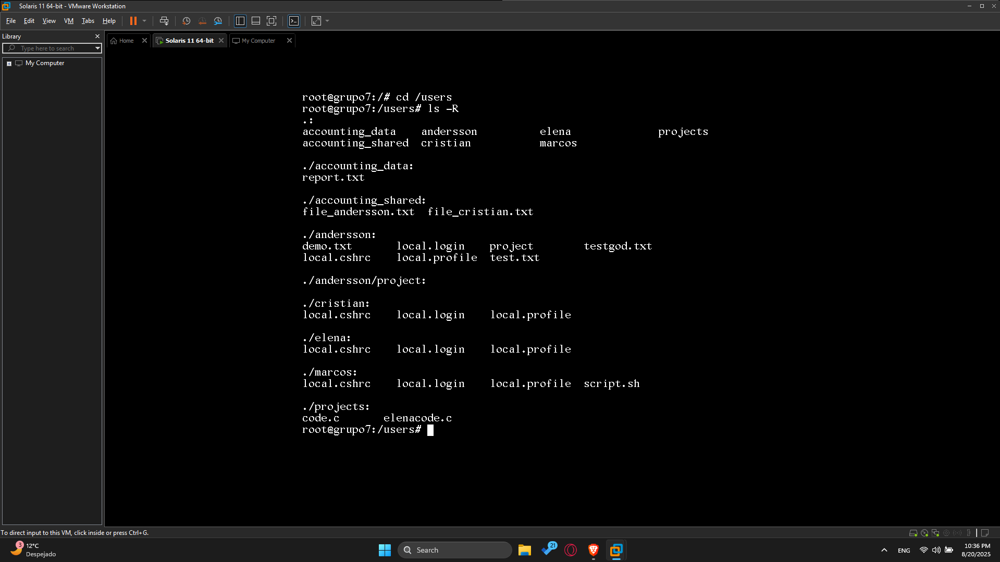 Solaris 11 64-bit - VMware Workstation
File Edit View VM Tabs Help
Library
Type here to search
My Computer
Home Solaris 11 64-bit My Computer
root@grupo7:/# cd /users
root@grupo7:/users# ls -R
.:
accounting_data andersson elena projects
accounting_shared cristian marcos
./accounting_data:
report.txt
./accounting_shared:
file_andersson.txt file_cristian.txt
./andersson:
demo.txt local.login project testgod.txt
local.cshrc local.profile test.txt
./andersson/project:
./cristian:
local.cshrc local.login local.profile
./elena:
local.cshrc local.login local.profile
./marcos:
local.cshrc local.login local.profile script.sh
./projects:
code.c elenacode.c
root@grupo7:/users#
To direct input to this VM, click inside or press Ctrl+G.
3
12°C
Despejado
Search
21
ENG
10:36 PM
8/20/2025